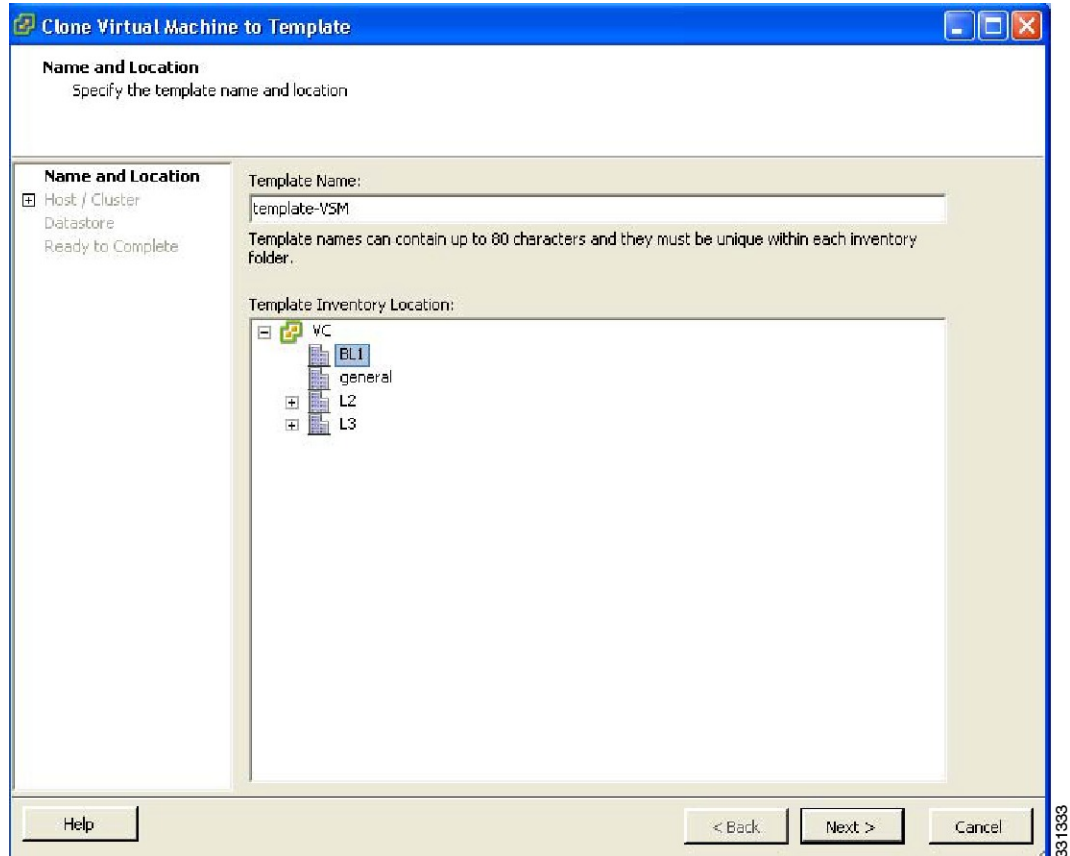 Clone Virtual Machine to Template
Name and Location
Specify the template name and location
Name and Location
Host / Cluster
Datastore
Ready to Complete
Template Name:
template-VSM
Template names can contain up to 80 characters and they must be unique within each inventory
folder.
Template Inventory Location:
VC
BL1
general
L2
L3
Help
< Back
Next >
Cancel
331333